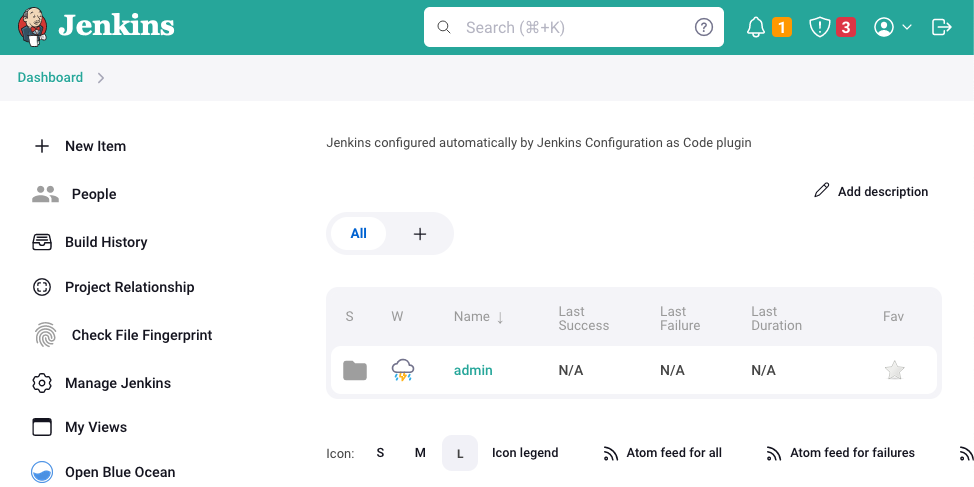 Jenkins
Search (⌘+K)
1
3
Dashboard
New Item
People
Build History
Project Relationship
Check File Fingerprint
Manage Jenkins
My Views
Open Blue Ocean
Jenkins configured automatically by Jenkins Configuration as Code plugin
Add description
All
S W Name ↓ Last Success Last Failure Last Duration Fav
admin N/A N/A N/A
Icon: S M L Icon legend Atom feed for all Atom feed for failures